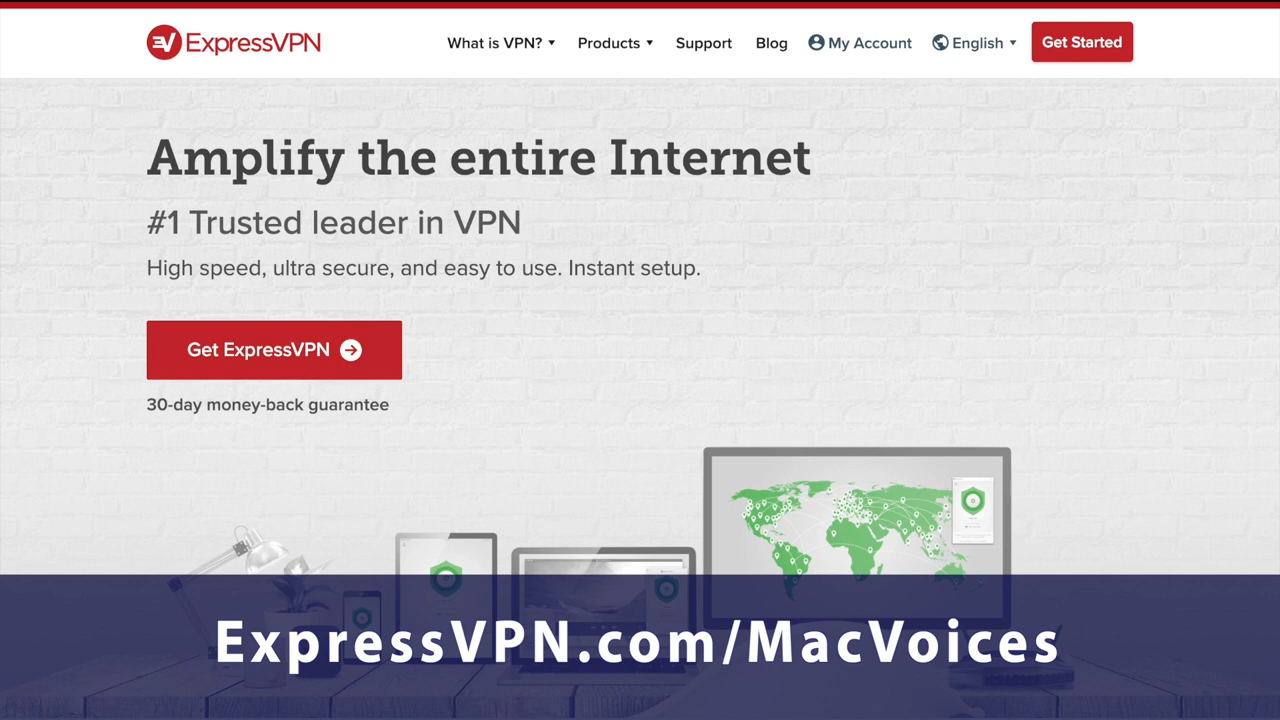 ExpressVPN
What is VPN?
Products
Support
Blog
My Account
English
Get Started
Amplify the entire Internet
#1 Trusted leader in VPN
High speed, ultra secure, and easy to use. Instant setup.
Get ExpressVPN
30-day money-back guarantee
ExpressVPN.com/MacVoices